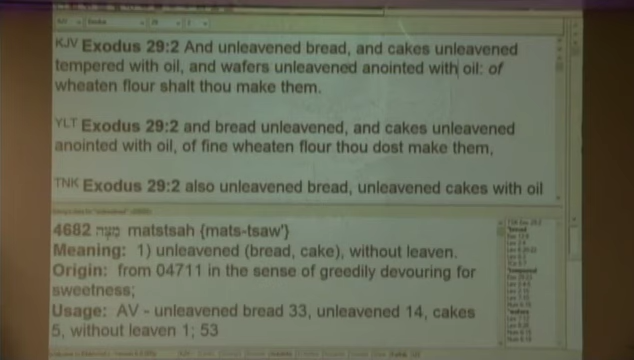 KJV Exodus 29:2 And unleavened bread, and cakes unleavened
tempered with oil, and wafers unleavened anointed with oil: of
wheaten flour shalt thou make them.
YLT Exodus 29:2 and bread unleavened, and cakes unleavened
anointed with oil, of fine wheaten flour thou dost make them,
TNK Exodus 29:2 also unleavened bread, unleavened cakes with oil
4682 מַצָּה matstsah {mats-tsaw'}
Meaning: 1) unleavened (bread, cake), without leaven.
Origin: from 04711 in the sense of greedily devouring for
sweetness;
Usage: AV - unleavened bread 33, unleavened 14, cakes
5, without leaven 1; 53